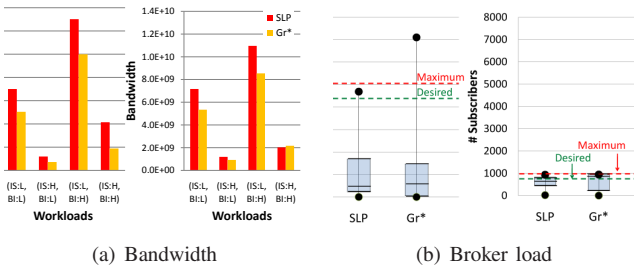 1.4E+10
1.2E+10
1.0E+10
8.0E+09
6.0E+09
4.0E+09
2.0E+09
0.0E+00
Bandwidth
SLP
Gr*
(IS:L, BI:L)
(IS:H, BI:L)
(IS:L, BI:H)
(IS:H, BI:H)
Workloads
(IS:L, BI:L)
(IS:H, BI:L)
(IS:L, BI:H)
(IS:H, BI:H)
Workloads
(a) Bandwidth
Maximum
Desired
SLP
Gr*
8000
7000
6000
5000
4000
3000
2000
1000
0
# Subscribers
Maximum
Desired
SLP
Gr*
(b) Broker load